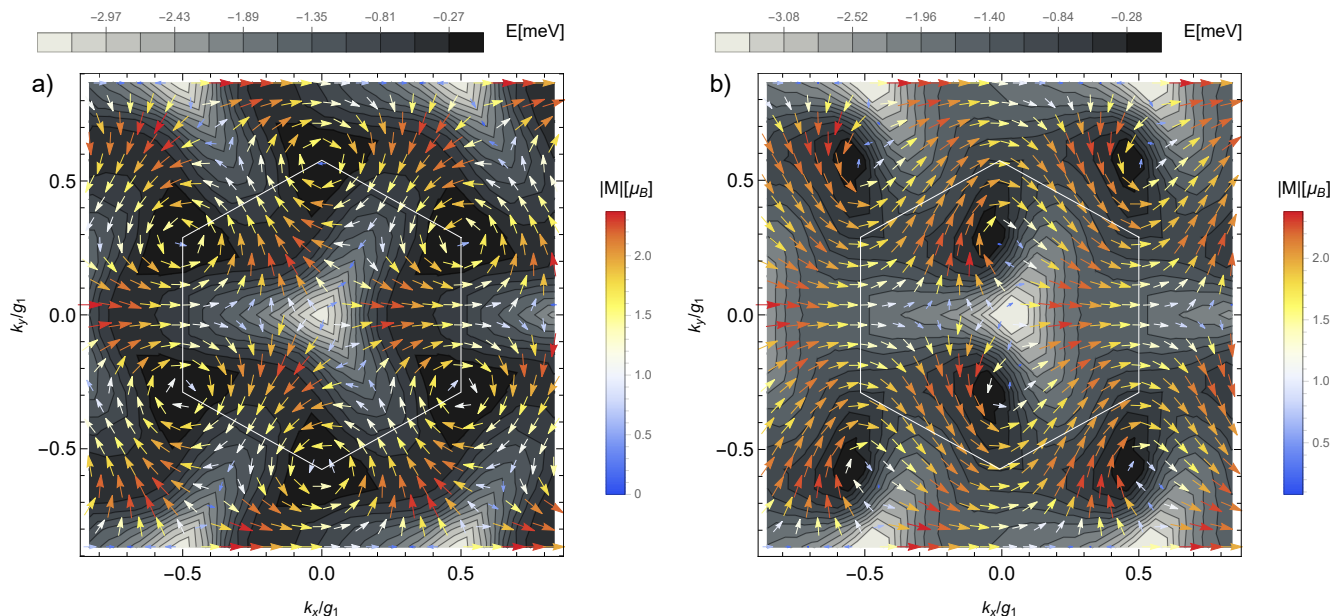 −2.97 −2.43 −1.89 −1.35 −0.81 −0.27 E[meV]
a)
0.5
0.0
−0.5
k_y/g_1
−0.5 0.0 0.5
k_x/g_1
|M|[μ_B]
2.0
1.5
1.0
0.5
0
−3.08 −2.52 −1.96 −1.40 −0.84 −0.28 E[meV]
b)
0.5
0.0
−0.5
k_y/g_1
−0.5 0.0 0.5
k_x/g_1
|M|[μ_B]
2.0
1.5
1.0
0.5